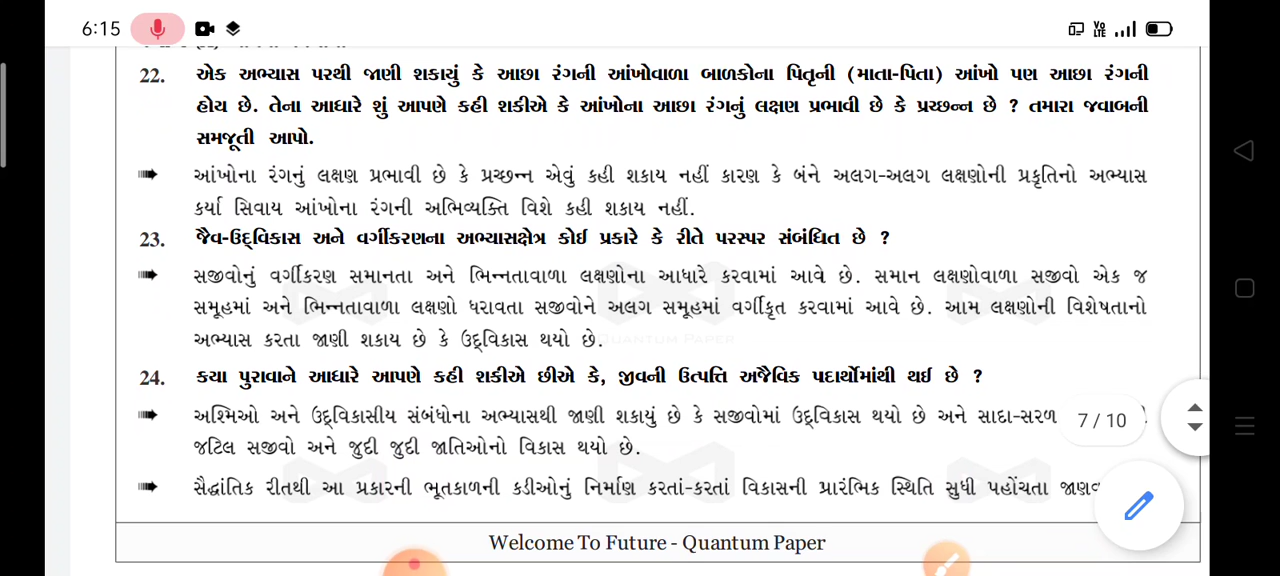 6:15
22. એક અભ્યાસ પરથી જાણી શકાયું કે આછા રંગની આંખોવાળા બાળકોના પિતૃની (માતા-પિતા) આંખો પણ આછા રંગની
હોય છે. તેના આધારે શું આપણે કહી શકીએ કે આંખોના આછા રંગનું લક્ષણ પ્રભાવી છે કે પ્રચ્છન્ન છે ? તમારા જવાબની
સમજૂતી આપો.
આંખોના રંગનું લક્ષણ પ્રભાવી છે કે પ્રચ્છન્ન એવું કહી શકાય નહીં કારણ કે બંને અલગ-અલગ લક્ષણોની પ્રકૃતિનો અભ્યાસ
કર્યા સિવાય આંખોના રંગની અભિવ્યક્તિ વિશે કહી શકાય નહીં.
23. જૈવ-ઉદ્‌વિકાસ અને વર્ગીકરણના અભ્યાસક્ષેત્ર કોઈ પ્રકારે કે રીતે પરસ્પર સંબંધિત છે ?
સજીવોનું વર્ગીકરણ સમાનતા અને ભિન્નતાવાળા લક્ષણોના આધારે કરવામાં આવે છે. સમાન લક્ષણોવાળા સજીવો એક જ
સમૂહમાં અને ભિન્નતાવાળા લક્ષણો ધરાવતા સજીવોને અલગ સમૂહમાં વર્ગીકૃત કરવામાં આવે છે. આમ લક્ષણોની વિશેષતાનો
અભ્યાસ કરતા જાણી શકાય છે કે ઉદ્‌વિકાસ થયો છે.
QUANTUM PAPER
24. કયા પુરાવાને આધારે આપણે કહી શકીએ છીએ કે, જીવની ઉત્પત્તિ અજૈવિક પદાર્થોમાંથી થઈ છે ?
અશ્મિઓ અને ઉદ્‌વિકાસીય સંબંધોના અભ્યાસથી જાણી શકાયું છે કે સજીવોમાં ઉદ્‌વિકાસ થયો છે અને સાદા-સરળ
7 / 10
જટિલ સજીવો અને જુદી જુદી જાતિઓનો વિકાસ થયો છે.
સૈદ્ધાંતિક રીતથી આ પ્રકારની ભૂતકાળની કડીઓનું નિર્માણ કરતાં-કરતાં વિકાસની પ્રારંભિક સ્થિતિ સુધી પહોંચતા
Welcome To Future - Quantum Paper